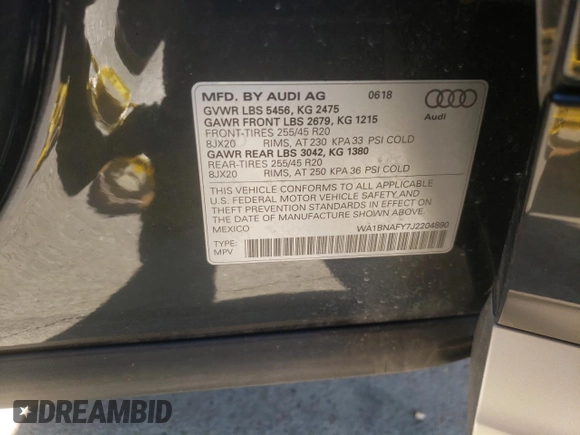 MFD. BY AUDI AG 0618
GVWR LBS 5456, KG 2475
GAWR FRONT LBS 2679, KG 1215
FRONT-TIRES 255/45 R20
8JX20 RIMS, AT 230 KPA 33 PSI COLD
GAWR REAR LBS 3042, KG 1380
REAR-TIRES 255/45 R20
8JX20 RIMS, AT 250 KPA 36 PSI COLD
Audi
THIS VEHICLE CONFORMS TO ALL APPLICABLE
U.S. FEDERAL MOTOR VEHICLE SAFETY AND
THEFT PREVENTION STANDARDS IN EFFECT ON
DATE OF MANUFACTURE SHOWN ABOVE.
MEXICO WA1BNAFY7J2204890
TYPE:
MPV
DREAMBID